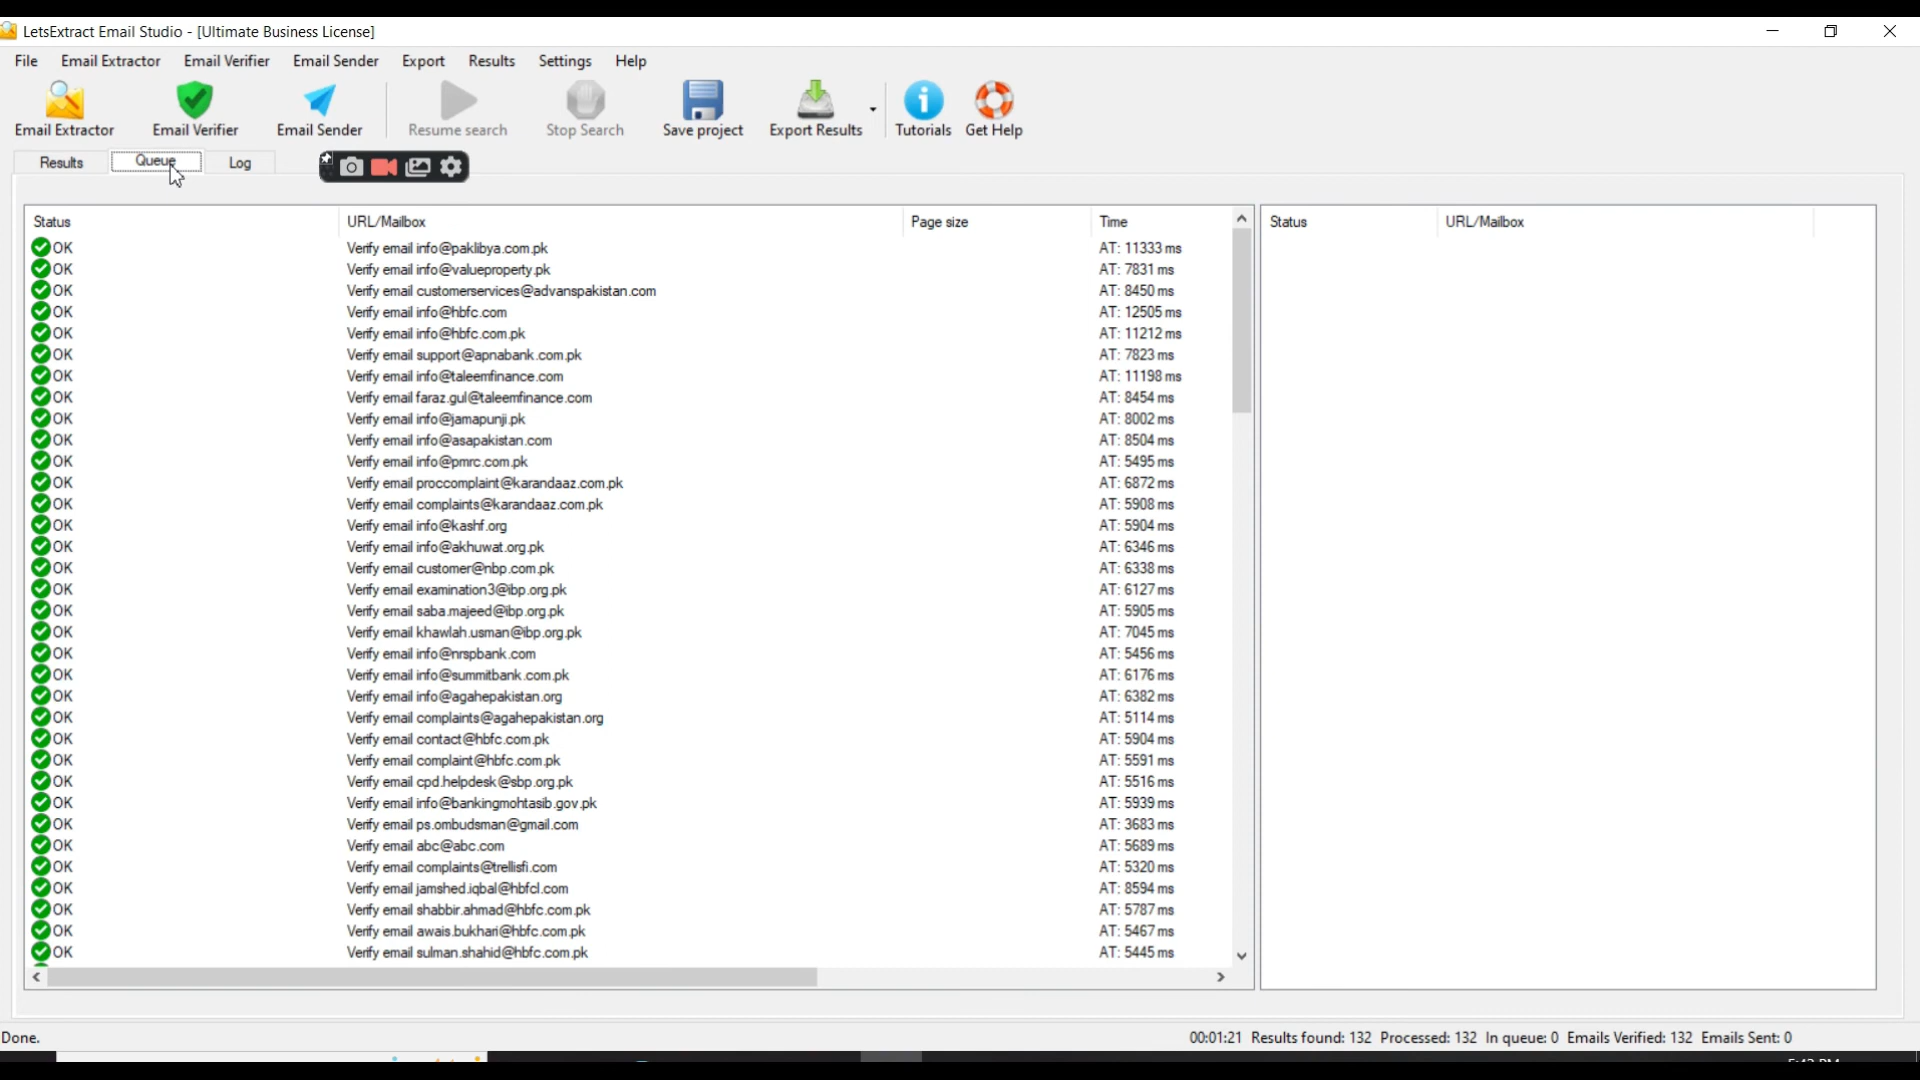 LetsExtract Email Studio - [Ultimate Business License]
File Email Extractor Email Verifier Email Sender Export Results Settings Help
Email Extractor Email Verifier Email Sender Resume search Stop Search Save project Export Results Tutorials Get Help
Results Queue Log
Status URL/Mailbox Page size Time Status URL/Mailbox
OK Verify email info@paklibya.com.pk AT: 11333 ms
OK Verify email info@valueproperty.pk AT: 7831 ms
OK Verify email customerservices@advanspakistan.com AT: 8450 ms
OK Verify email info@hbfc.com AT: 12505 ms
OK Verify email info@hbfc.com.pk AT: 11212 ms
OK Verify email support@apnabank.com.pk AT: 7823 ms
OK Verify email info@taleemfinance.com AT: 11198 ms
OK Verify email faraz.gul@taleemfinance.com AT: 8454 ms
OK Verify email info@jamapunji.pk AT: 8002 ms
OK Verify email info@asapakistan.com AT: 8504 ms
OK Verify email info@pmrc.com.pk AT: 5495 ms
OK Verify email proccomplaint@karandaaz.com.pk AT: 6872 ms
OK Verify email complaints@karandaaz.com.pk AT: 5908 ms
OK Verify email info@kashf.org AT: 5904 ms
OK Verify email info@akhuwat.org.pk AT: 6346 ms
OK Verify email customer@nbp.com.pk AT: 6338 ms
OK Verify email examination3@ibp.org.pk AT: 6127 ms
OK Verify email saba.majeed@ibp.org.pk AT: 5905 ms
OK Verify email khawlah.usman@ibp.org.pk AT: 7045 ms
OK Verify email info@nrspbank.com AT: 5456 ms
OK Verify email info@summitbank.com.pk AT: 6176 ms
OK Verify email info@agahepakistan.org AT: 6382 ms
OK Verify email complaints@agahepakistan.org AT: 5114 ms
OK Verify email contact@hbfc.com.pk AT: 5904 ms
OK Verify email complaint@hbfc.com.pk AT: 5591 ms
OK Verify email cpd.helpdesk@sbp.org.pk AT: 5516 ms
OK Verify email info@bankingmohtasib.gov.pk AT: 5939 ms
OK Verify email ps.ombudsman@gmail.com AT: 3683 ms
OK Verify email abc@abc.com AT: 5689 ms
OK Verify email complaints@trellisfi.com AT: 5320 ms
OK Verify email jamshed.iqbal@hbfcl.com AT: 8594 ms
OK Verify email shabbir.ahmad@hbfc.com.pk AT: 5787 ms
OK Verify email awais.bukhari@hbfc.com.pk AT: 5467 ms
OK Verify email sulman.shahid@hbfc.com.pk AT: 5445 ms
Done. 00:01:21 Results found: 132 Processed: 132 In queue: 0 Emails Verified: 132 Emails Sent: 0